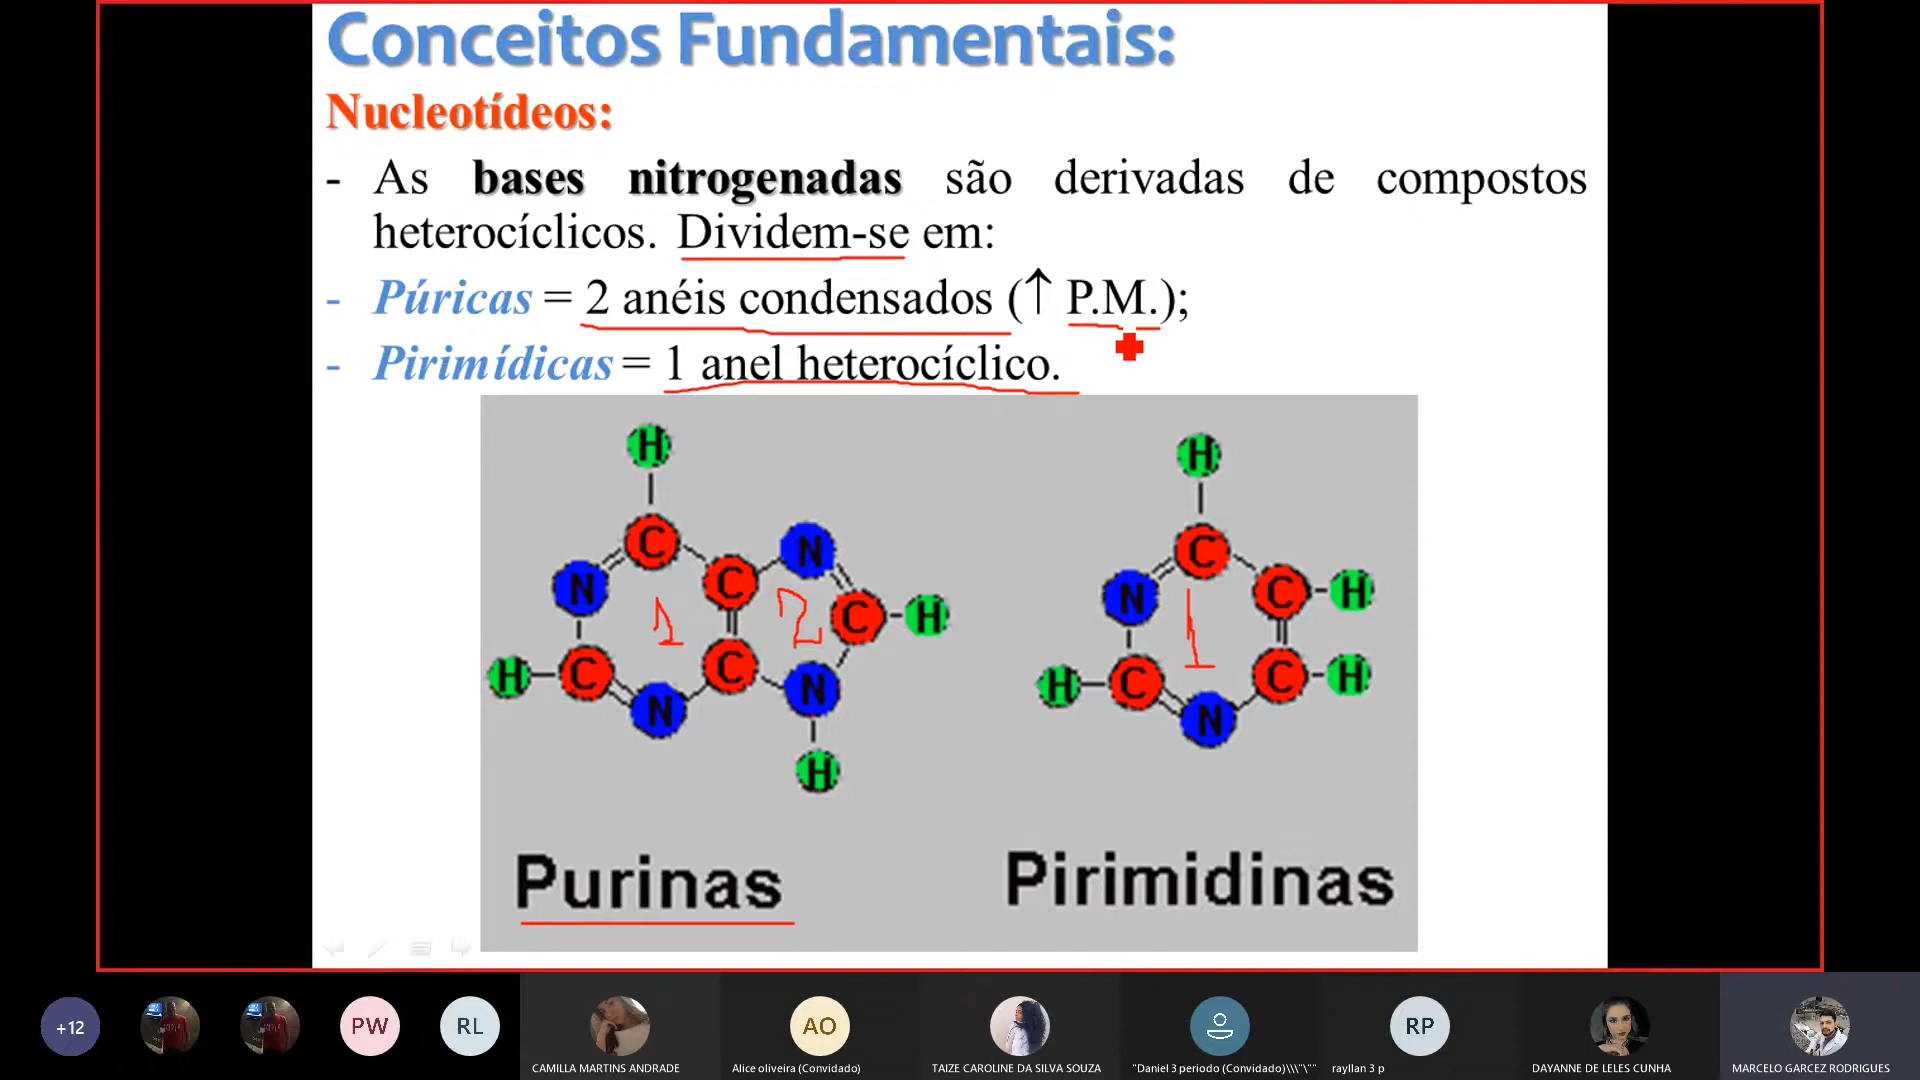 Conceitos Fundamentais:
Nucleotídeos:
- As bases nitrogenadas são derivadas de compostos
heterocíclicos. Dividem-se em:
- Púricas = 2 anéis condensados (↑ P.M.);
- Pirimídicas = 1 anel heterocíclico.
H
H
C
N
C
N
C
H
1
2
H
C
N
C
N
H
C
N
C
H
1
H
C
N
C
H
Purinas
Pirimidinas
+12
PW
RL
CAMILLA MARTINS ANDRADE
AO
Alice oliveira (Convidado)
TAIZE CAROLINE DA SILVA SOUZA
"Daniel 3 periodo (Convidado)\\\"\""
RP
rayllan 3 p
DAYANNE DE LELES CUNHA
MARCELO GARCEZ RODRIGUES